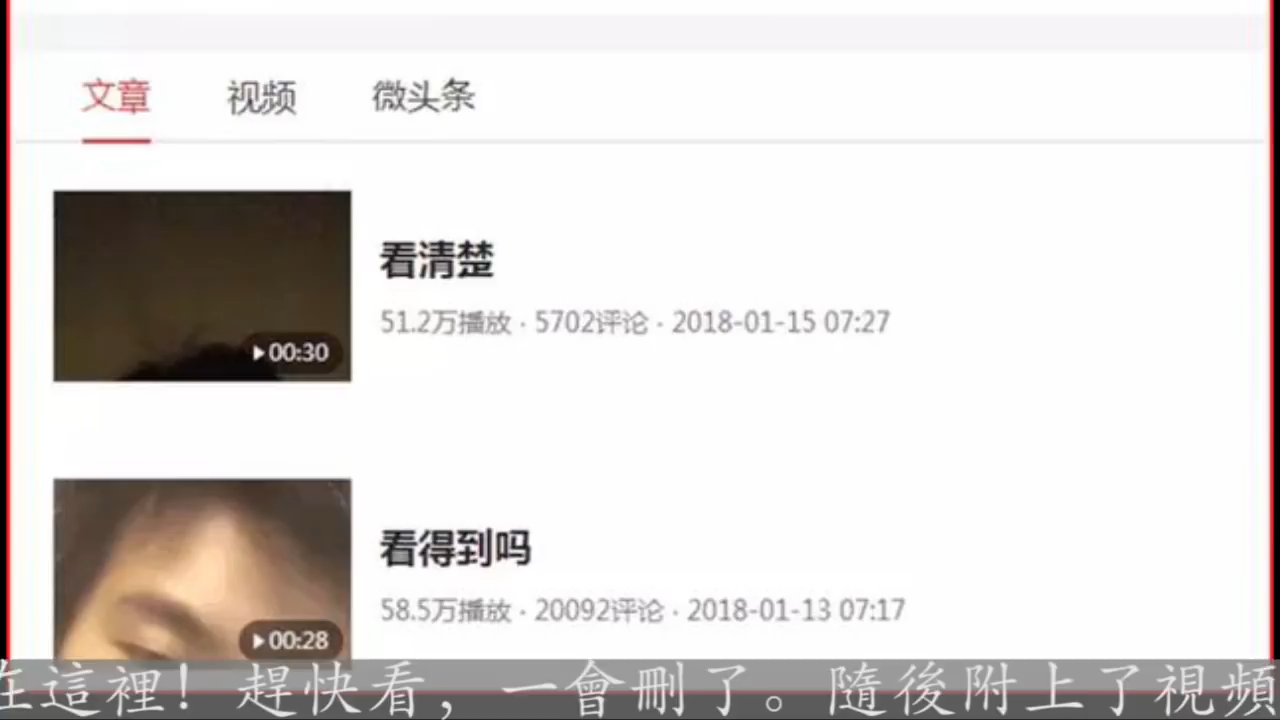 文章 视频 微头条
看清楚
51.2万播放 · 5702评论 · 2018-01-15 07:27
00:30
看得到吗
58.5万播放 · 20092评论 · 2018-01-13 07:17
00:28
在這裡！趕快看，一會刪了。隨後附上了視頻